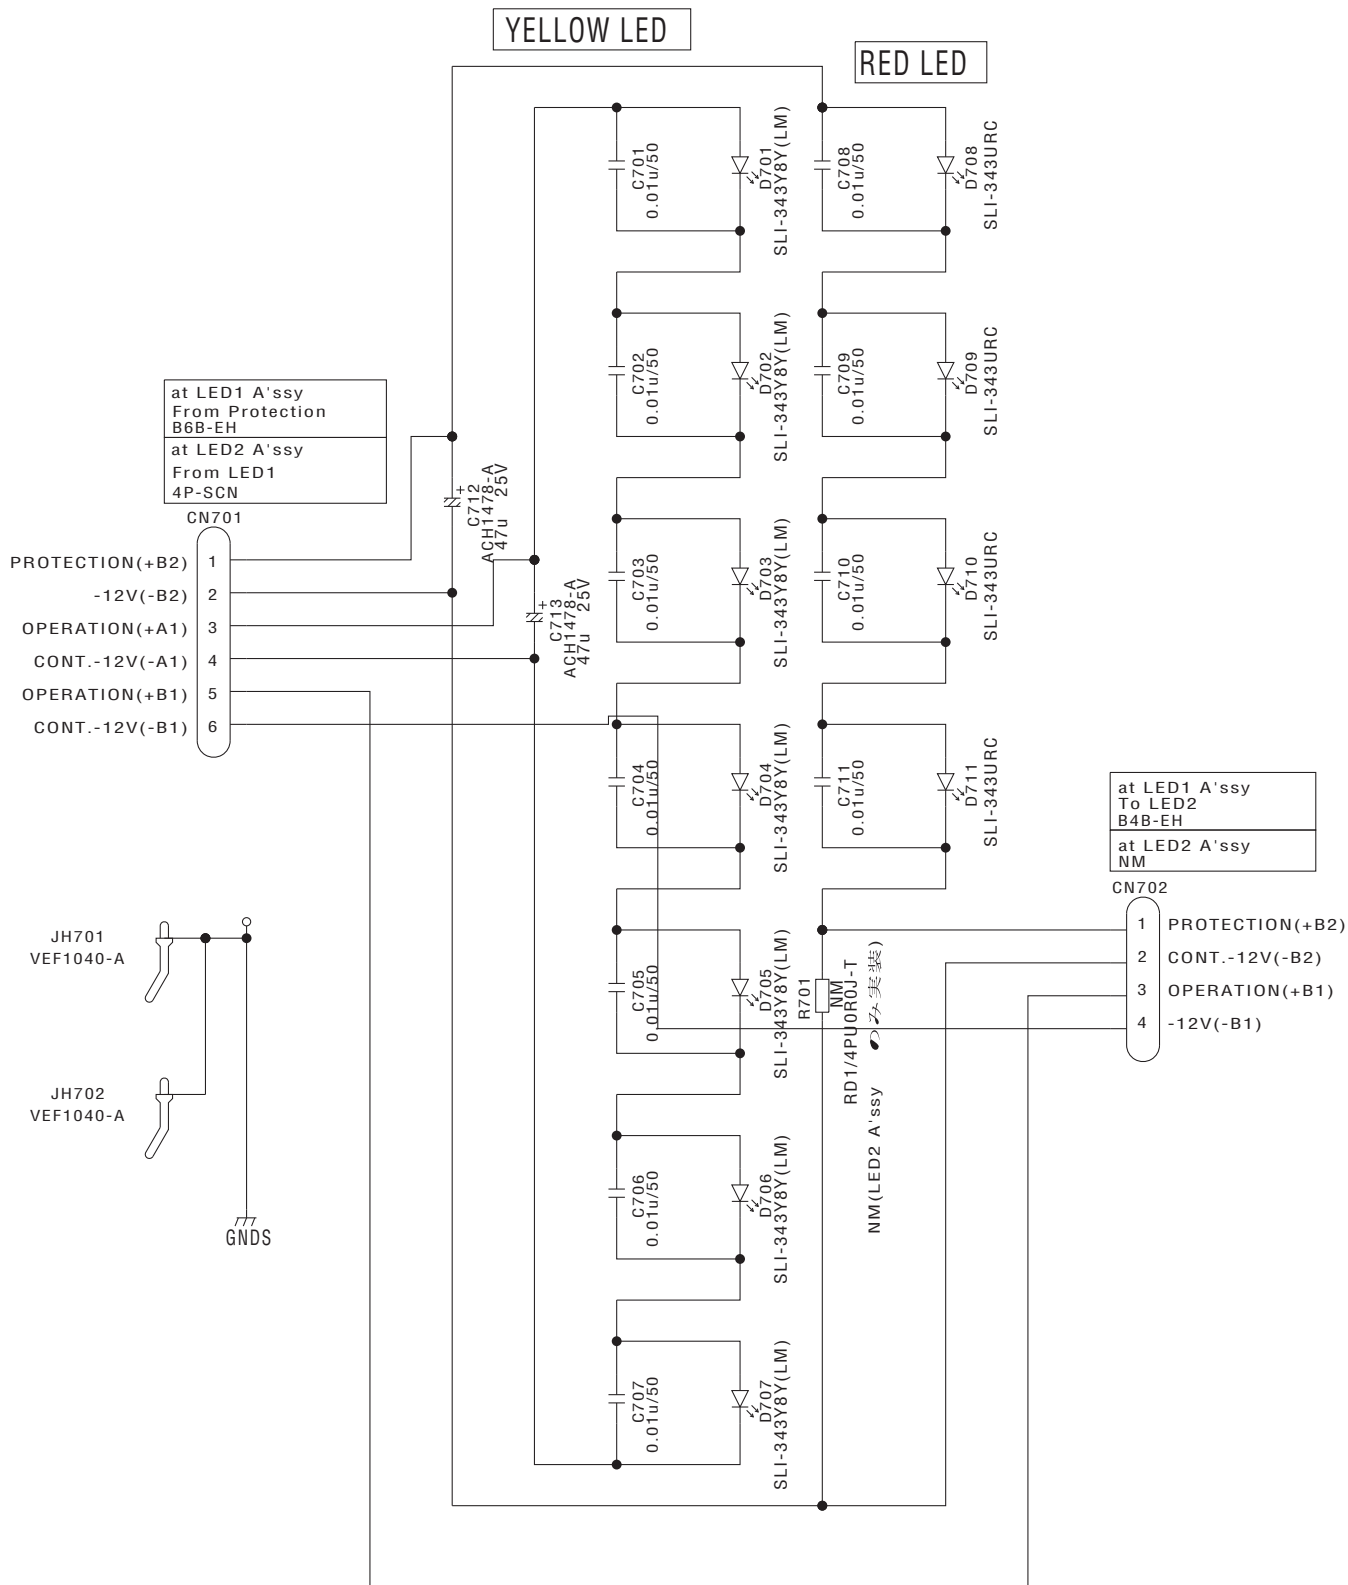 YELLOW LED
RED LED
C701
0.01u/50
D701
SLI-343Y8Y(LM)
C708
0.01u/50
D708
SLI-343URC
C702
0.01u/50
D702
SLI-343Y8Y(LM)
C709
0.01u/50
D709
SLI-343URC
at LED1 A'ssy
From Protection
B6B-EH
at LED2 A'ssy
From LED1
4P-SCN
CN701
PROTECTION(+B2) 1
-12V(-B2) 2
OPERATION(+A1) 3
CONT.-12V(-A1) 4
OPERATION(+B1) 5
CONT.-12V(-B1) 6
+
C712
ACH1478-A
47u 25V
+
C713
ACH1478-A
47u 25V
C703
0.01u/50
D703
SLI-343Y8Y(LM)
C710
0.01u/50
D710
SLI-343URC
C704
0.01u/50
D704
SLI-343Y8Y(LM)
C711
0.01u/50
D711
SLI-343URC
at LED1 A'ssy
To LED2
B4B-EH
at LED2 A'ssy
NM
CN702
1 PROTECTION(+B2)
2 CONT.-12V(-B2)
3 OPERATION(+B1)
4 -12V(-B1)
JH701
VEF1040-A
JH702
VEF1040-A
GNDS
C705
0.01u/50
D705
SLI-343Y8Y(LM)
R701
NM
RD1/4PU0R0J-T
NM(LED2 A'ssy のみ実装)
C706
0.01u/50
D706
SLI-343Y8Y(LM)
C707
0.01u/50
D707
SLI-343Y8Y(LM)